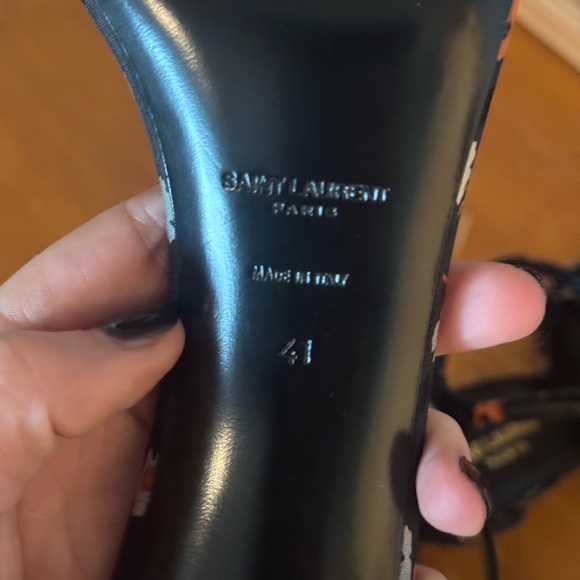 SAINT LAURENT
PARIS
MADE IN ITALY
41